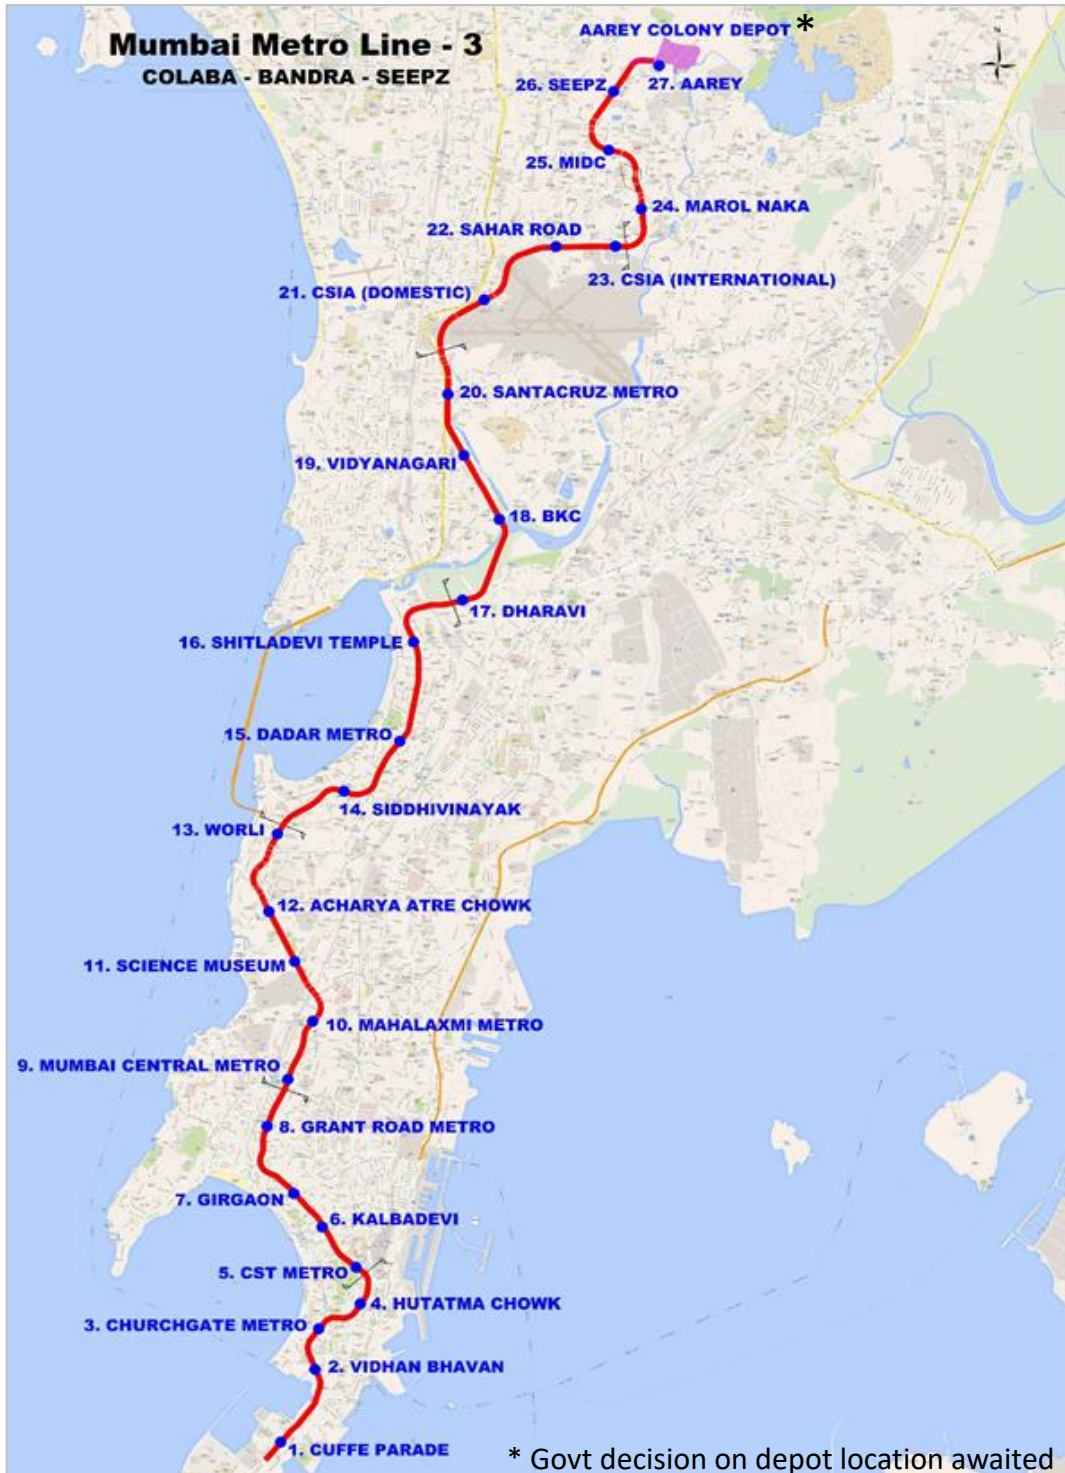 Mumbai Metro Line - 3
COLABA - BANDRA - SEEPZ
AAREY COLONY DEPOT *
26. SEEPZ
27. AAREY
25. MIDC
24. MAROL NAKA
22. SAHAR ROAD
23. CSIA (INTERNATIONAL)
21. CSIA (DOMESTIC)
20. SANTACRUZ METRO
19. VIDYANAGARI
18. BKC
17. DHARAVI
16. SHITLADEVI TEMPLE
15. DADAR METRO
14. SIDDHIVINAYAK
13. WORLI
12. ACHARYA ATRE CHOWK
11. SCIENCE MUSEUM
10. MAHALAXMI METRO
9. MUMBAI CENTRAL METRO
8. GRANT ROAD METRO
7. GIRGAON
6. KALBADEVI
5. CST METRO
4. HUTATMA CHOWK
3. CHURCHGATE METRO
2. VIDHAN BHAVAN
1. CUFFE PARADE
* Govt decision on depot location awaited